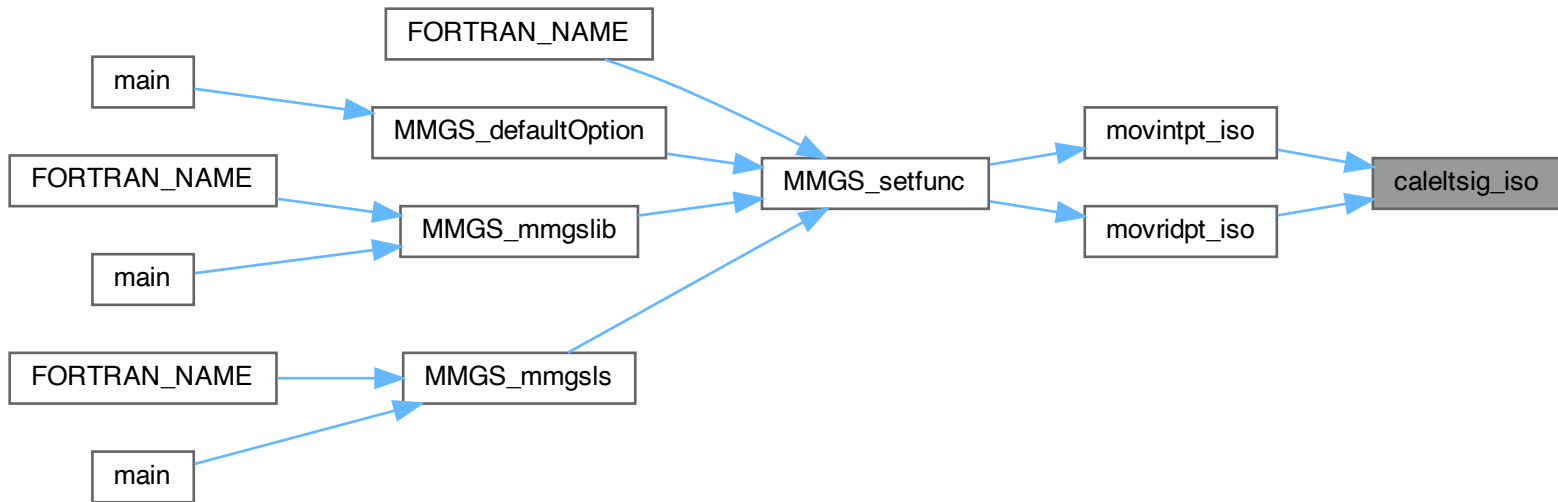 FORTRAN_NAME
main
MMGS_defaultOption
movintpt_iso
FORTRAN_NAME
MMGS_setfunc
caleltsig_iso
MMGS_mmgslib
movridpt_iso
main
FORTRAN_NAME
MMGS_mmgsls
main